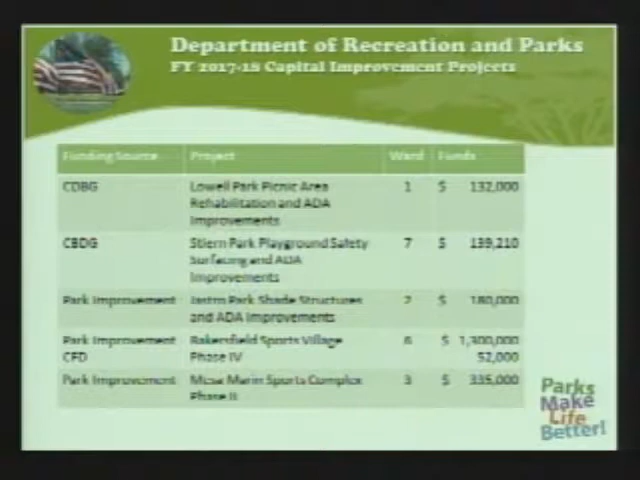 Department of Recreation and Parks
FY 2017-18 Capital Improvement Projects
Funding Source Project Ward Funds
CDBG Lowell Park Picnic Area 1 $ 132,000
Rehabilitation and ADA
Improvements
CBDG Stiern Park Playground Safety 7 $ 139,210
Surfacing and ADA
Improvements
Park Improvement Jastro Park Shade Structures 2 $ 180,000
and ADA Improvements
Park Improvement Bakersfield Sports Village 6 $ 1,300,000
CFD Phase IV 52,000
Park Improvement Mesa Marin Sports Complex 3 $ 335,000
Phase II
Parks
Make
Life
Better!